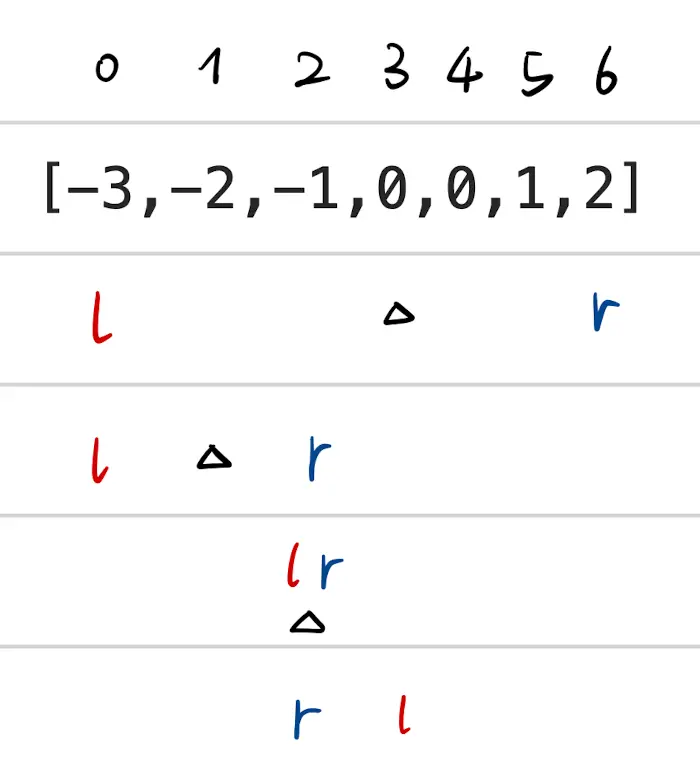 0 1 2 3 4 5 6
[-3,-2,-1,0,0,1,2]
l △ r
l △ r
l r
△
r l